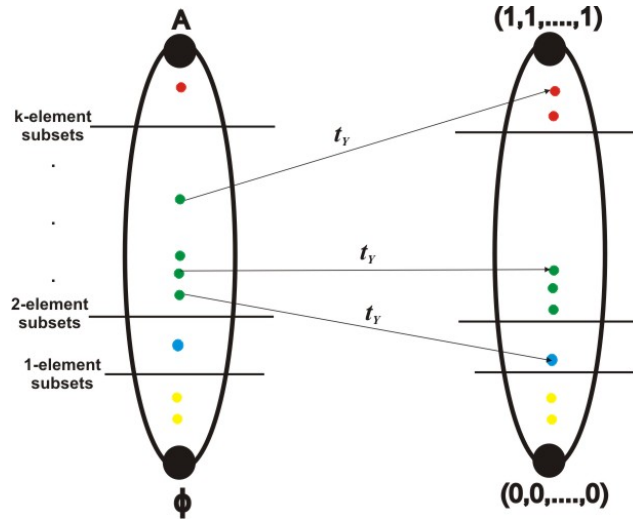 A
(1,1,....,1)
k-element
subsets
.
.
.
2-element
subsets
1-element
subsets
t_Y
t_Y
t_Y
ϕ
(0,0,....,0)